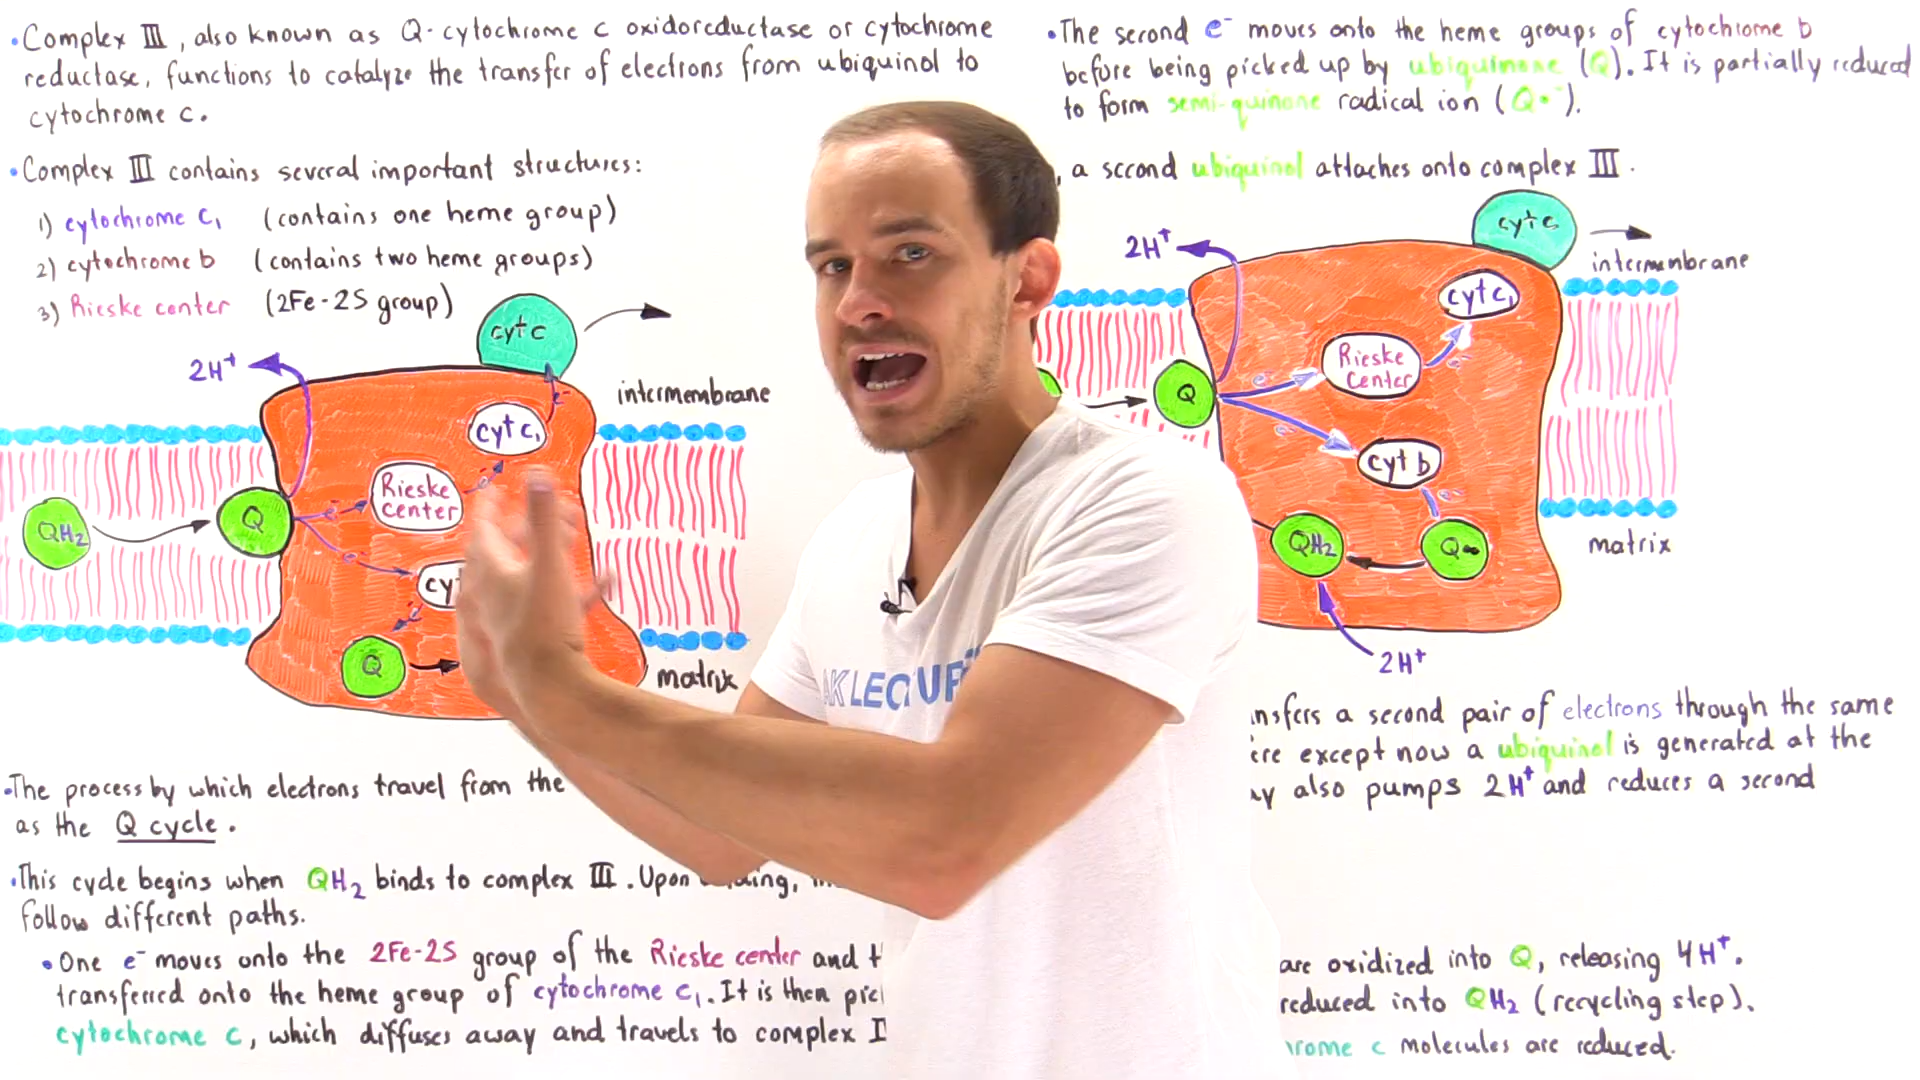 •Complex III, also known as Q-cytochrome c oxidoreductase or cytochrome
reductase, functions to catalyze the transfer of electrons from ubiquinol to
cytochrome c.
•Complex III contains several important structures:
1) cytochrome c₁ (contains one heme group)
2) cytochrome b (contains two heme groups)
3) Rieske center (2Fe-2S group)
cyt c
2H⁺
intermembrane
cyt c₁
Rieske
center
e⁻
e⁻
e⁻
e⁻
QH₂
Q
cy
e⁻
Q
matrix
•The process by which electrons travel from the
as the Q cycle.
•This cycle begins when QH₂ binds to complex III. Upon
follow different paths.
•One e⁻ moves onto the 2Fe-2S group of the Rieske center and
transferred onto the heme group of cytochrome c₁. It is then
cytochrome c, which diffuses away and travels to complex
•The second e⁻ moves onto the heme groups of cytochrome b
before being picked up by ubiquinone (Q). It is partially reduced
to form semi-quinone radical ion (Q•⁻).
, a second ubiquinol attaches onto complex III.
cyt c
2H⁺
intermembrane
cyt c₁
Rieske
Center
e⁻
e⁻
e⁻
Q
cyt b
e⁻
QH₂
Q•⁻
matrix
2H⁺
AK LECTURE
a second pair of electrons through the same
except now a ubiquinol is generated at the
also pumps 2H⁺ and reduces a second
are oxidized into Q, releasing 4H⁺.
reduced into QH₂ (recycling step).
c molecules are reduced.